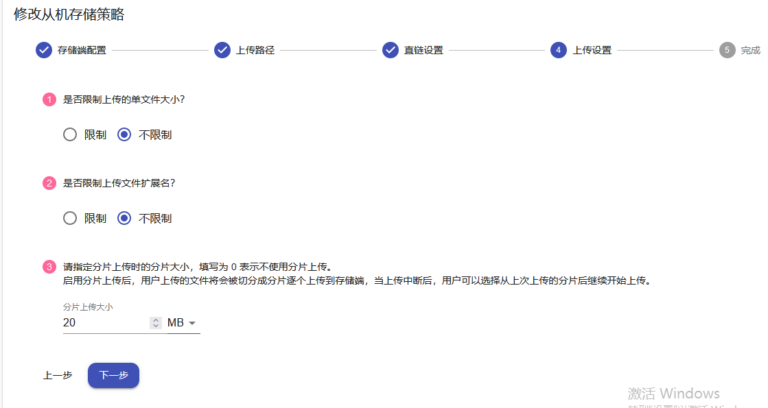 修改从机存储策略
存储端配置
上传路径
直链设置
4 上传设置
5 完成
1 是否限制上传的单文件大小?
限制 不限制
2 是否限制上传文件扩展名?
限制 不限制
3 请指定分片上传时的分片大小，填写为 0 表示不使用分片上传。
启用分片上传后，用户上传的文件将会被切分成分片逐个上传到存储端，当上传中断后，用户可以选择从上次上传的分片后继续开始上传。
分片上传大小
20 MB
上一步 下一步
激活 Windows